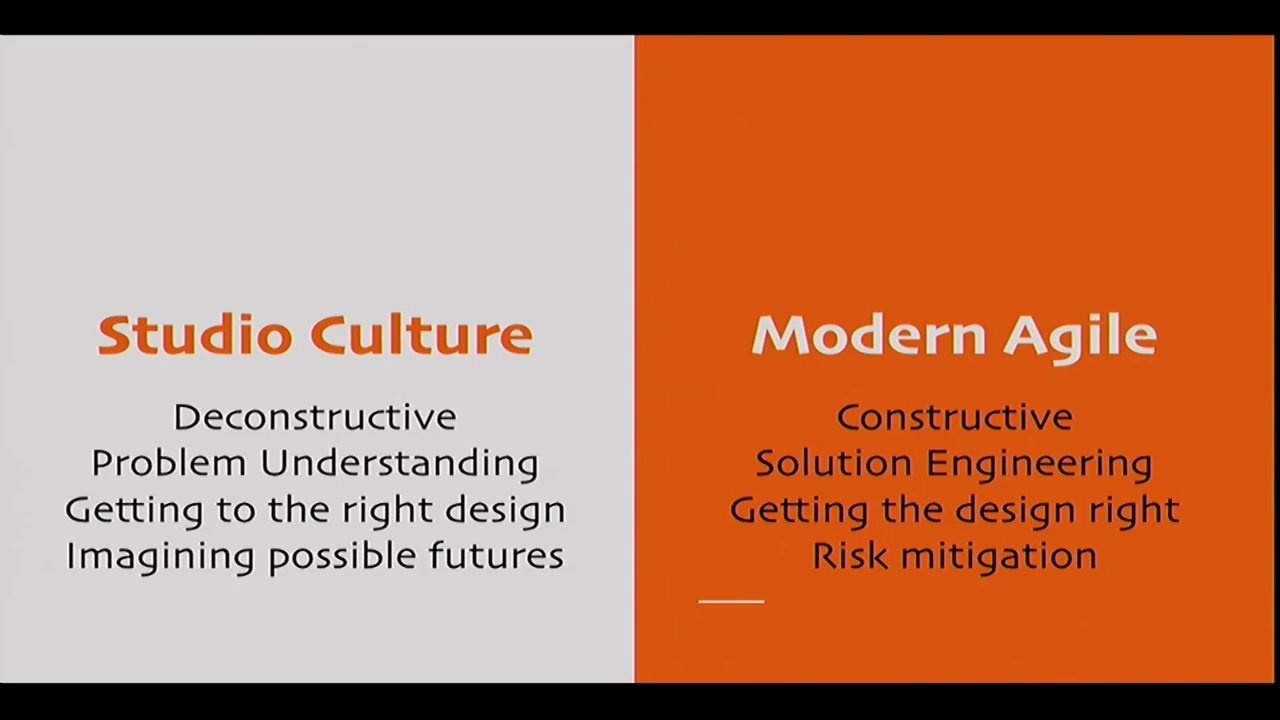 Studio Culture
Deconstructive
Problem Understanding
Getting to the right design
Imagining possible futures
Modern Agile
Constructive
Solution Engineering
Getting the design right
Risk mitigation